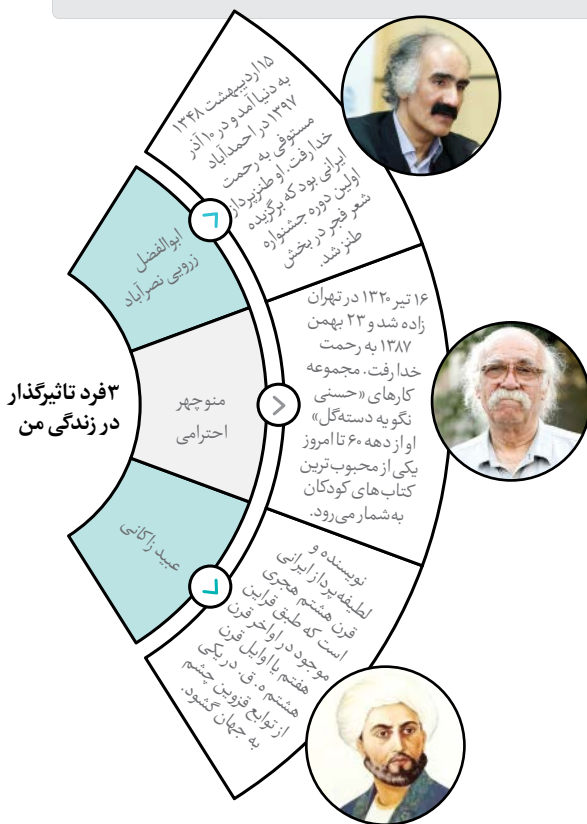 ۳ فرد تاثیرگذار
در زندگی من
ابوالفضل
زرویی نصرآباد
۱۵ اردیبهشت ۱۳۴۸
به دنیا آمد و در ۱۰ آذر
۱۳۹۷ در احمدآباد
مستوفی به رحمت
خدا رفت. او طنزپرداز
ایرانی بود که برگزیده
اولین دوره جشنواره
شعر فجر در بخش
طنز شد.
منوچهر
احترامی
۱۶ تیر ۱۳۲۰ در تهران
زاده شد و ۲۳ بهمن
۱۳۸۷ به رحمت
خدا رفت. مجموعه
کارهای «حسنی
نگو یه دسته‌گل»
او از دهه ۶۰ تا امروز
یکی از محبوب‌ترین
کتاب‌های کودکان
به‌شمار می‌رود.
عبید زاکانی
نویسنده و
لطیفه‌پرداز ایرانی
قرن هشتم هجری
است که طبق قراین
موجود در اواخر قرن
هفتم یا اوایل قرن
هشتم ه. ق. در یکی
از توابع قزوین چشم
به جهان گشود.